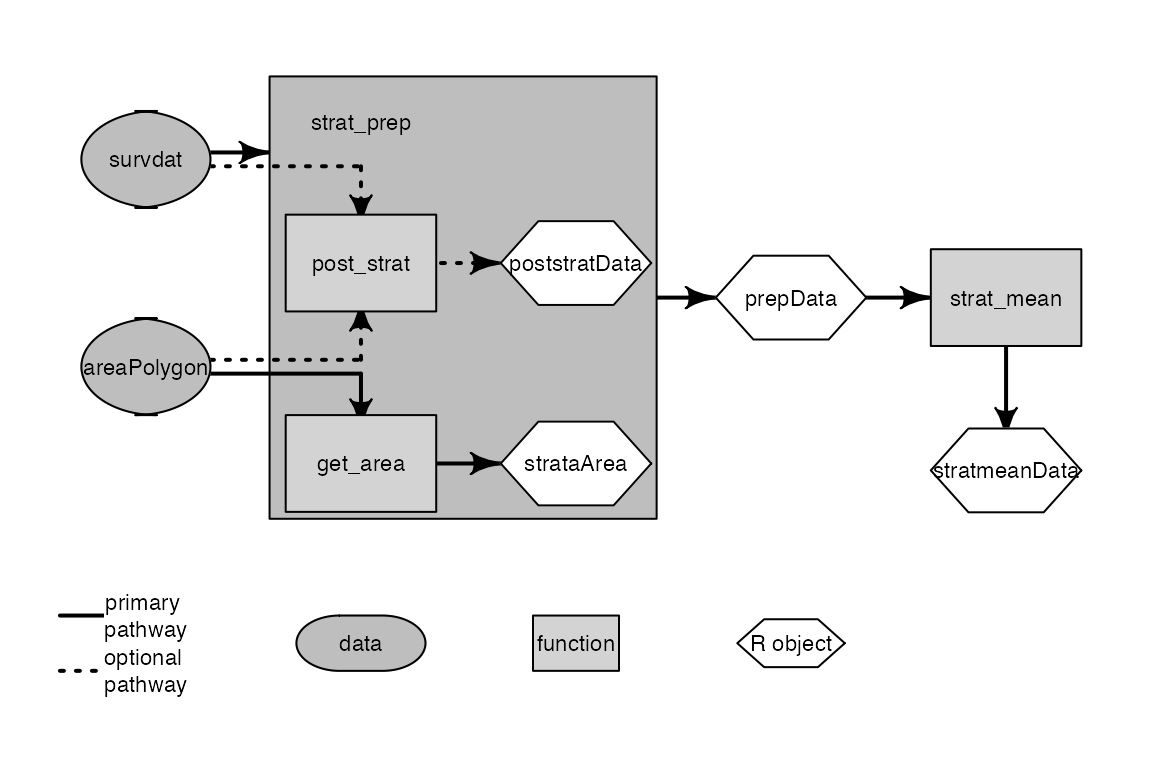 strat_prep
survdat
post_strat
poststratData
prepData
strat_mean
areaPolygon
get_area
strataArea
stratmeanData
primary
pathway
optional
pathway
data
function
R object